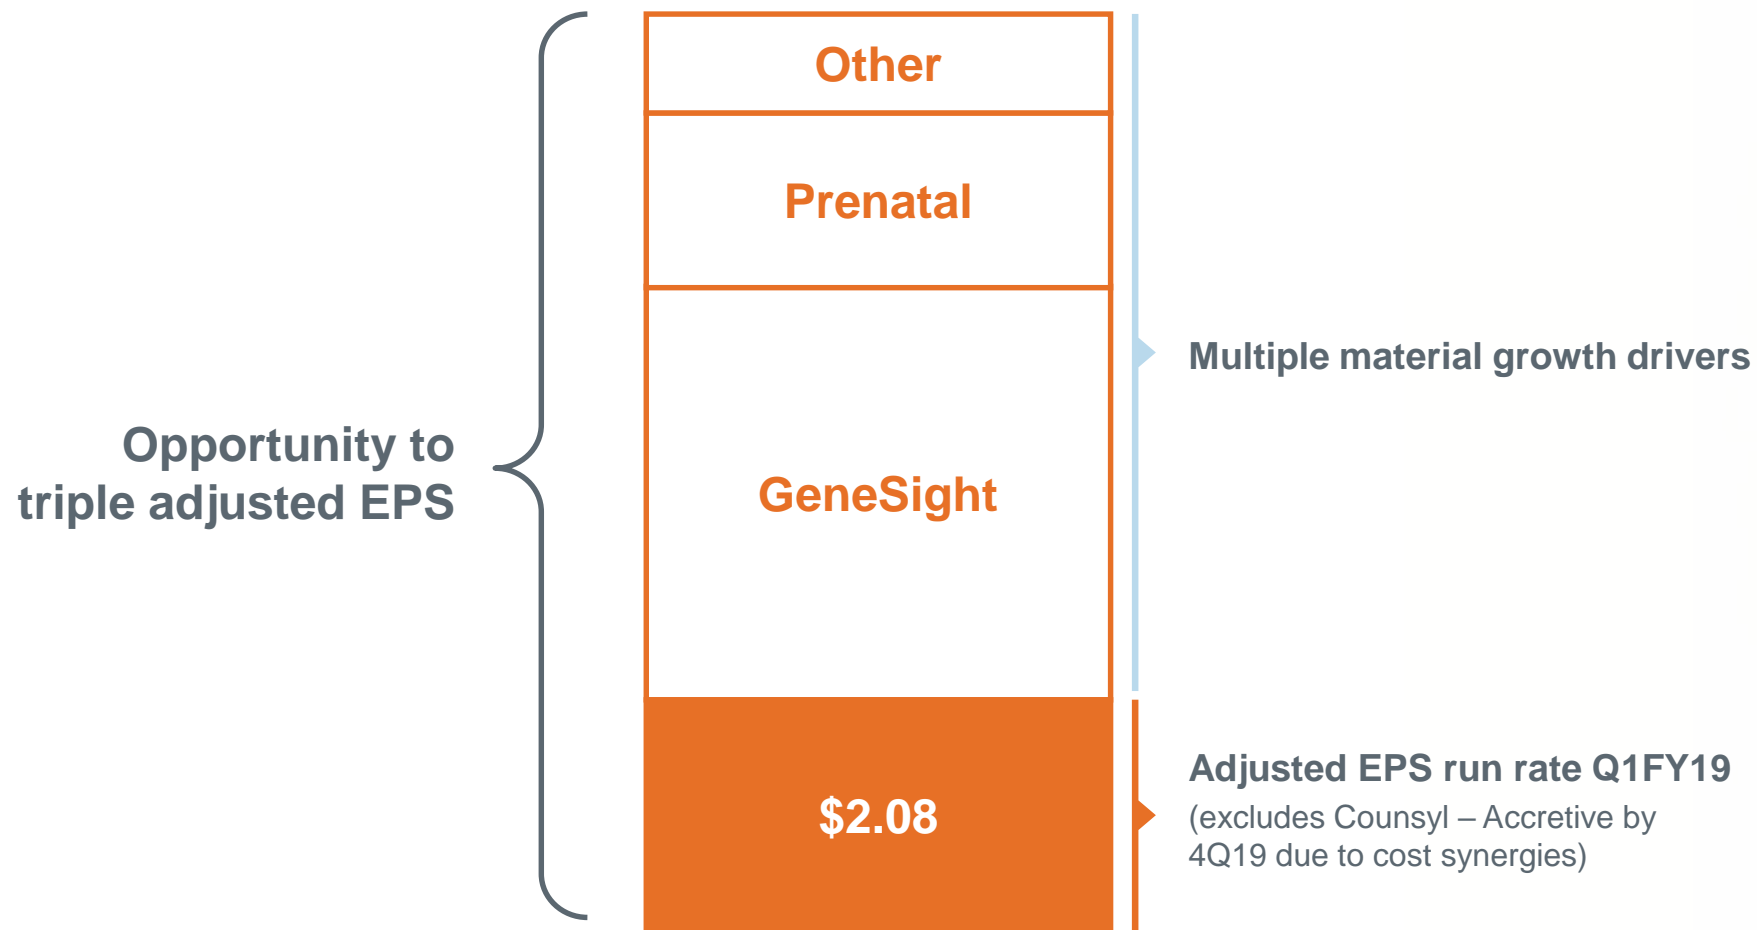 Other
Prenatal
Multiple material growth drivers
Opportunity to
triple adjusted EPS
GeneSight
Adjusted EPS run rate Q1FY19
(excludes Counsyl – Accretive by
4Q19 due to cost synergies)
$2.08